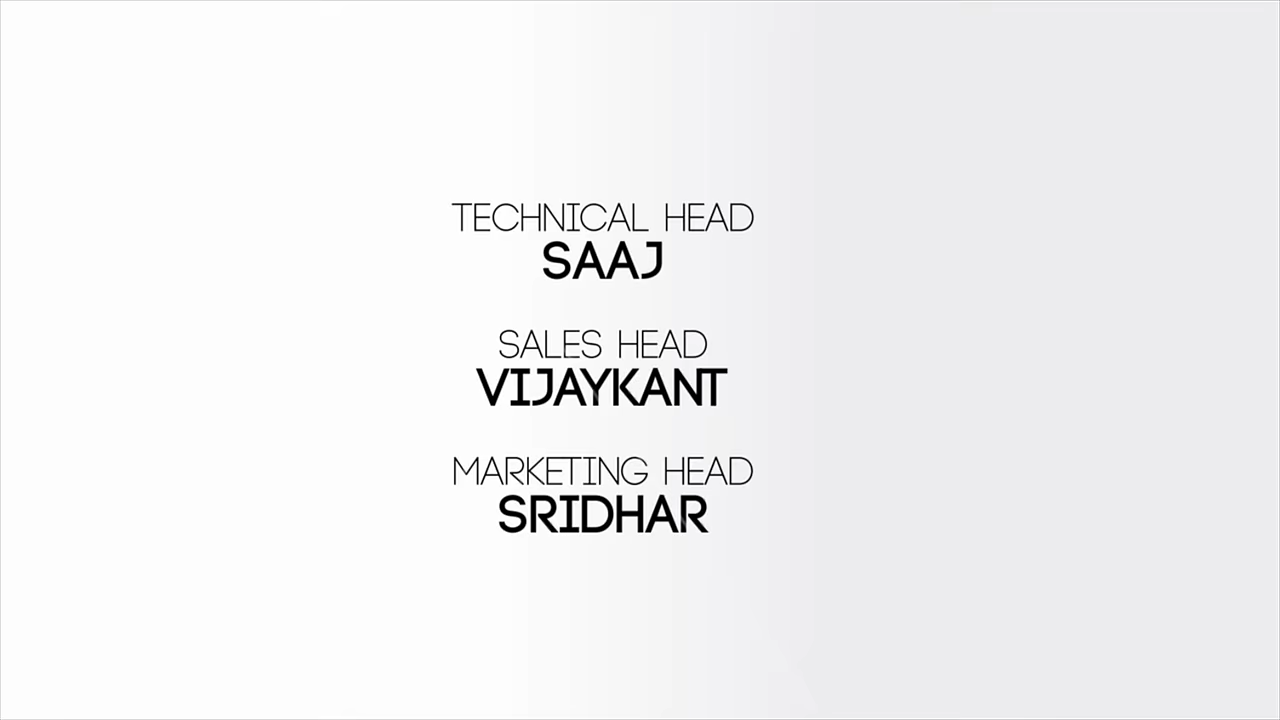 TECHNICAL HEAD
SAAJ
SALES HEAD
VIJAYKANT
MARKETING HEAD
SRIDHAR